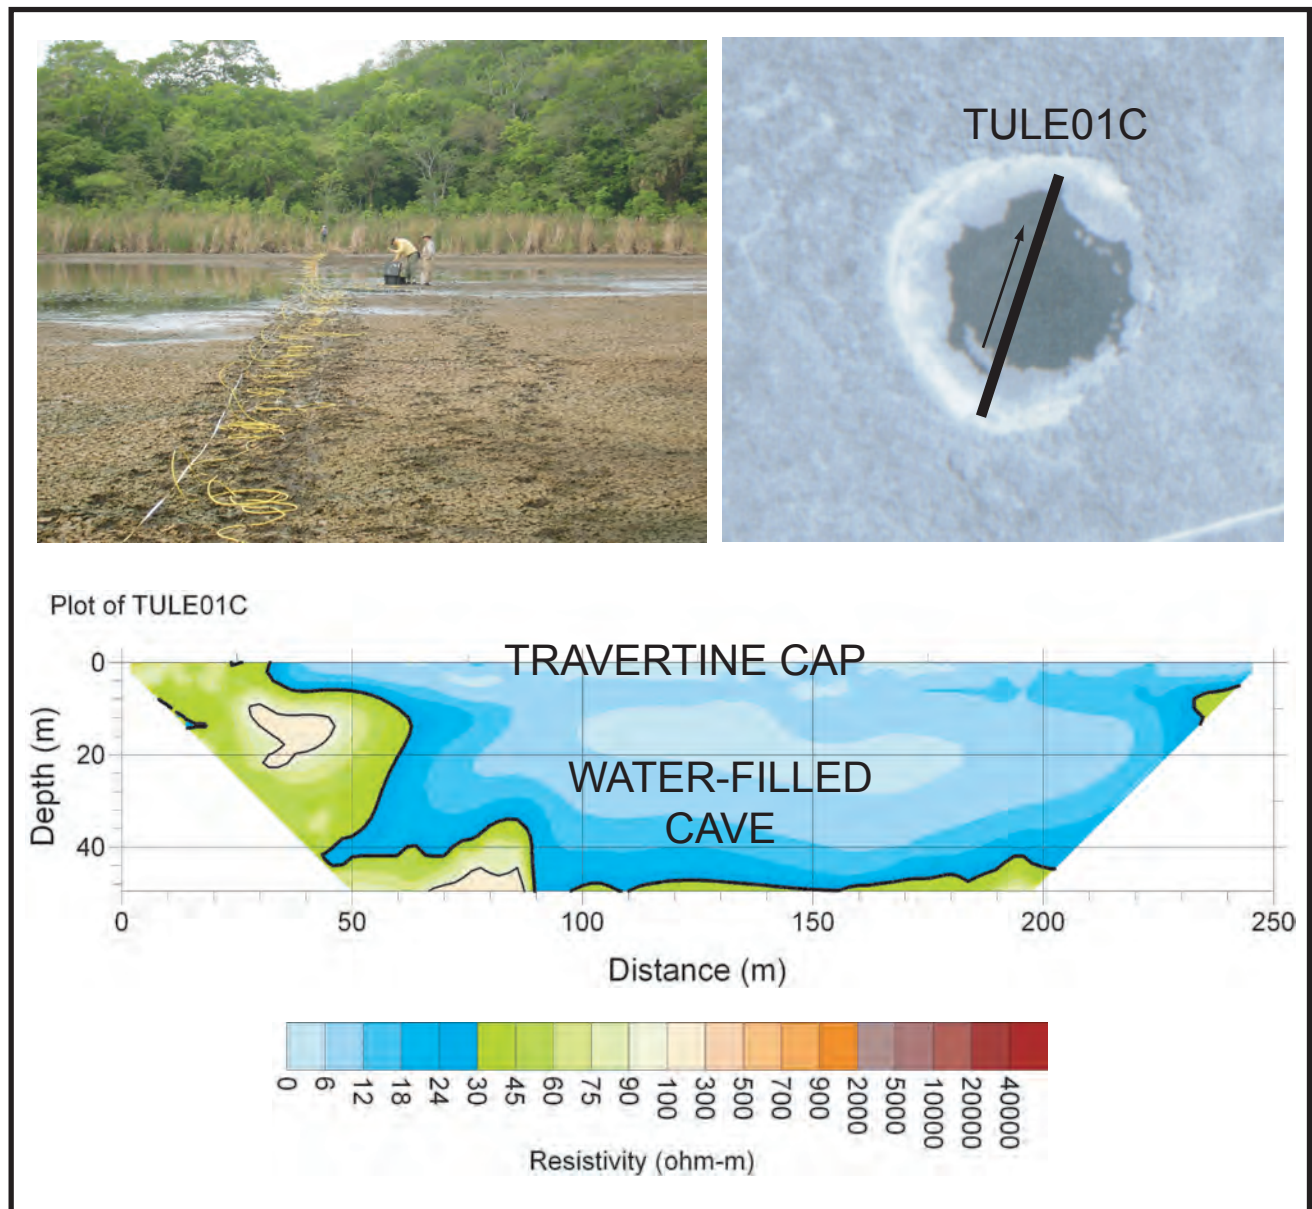 TULE01C
Plot of TULE01C
TRAVERTINE CAP
WATER-FILLED
CAVE
Depth (m)
0
20
40
0 50 100 150 200 250
Distance (m)
0 6 12 18 24 30 45 60 75 90 100 300 500 700 900 2000 5000 10000 20000 40000
Resistivity (ohm-m)